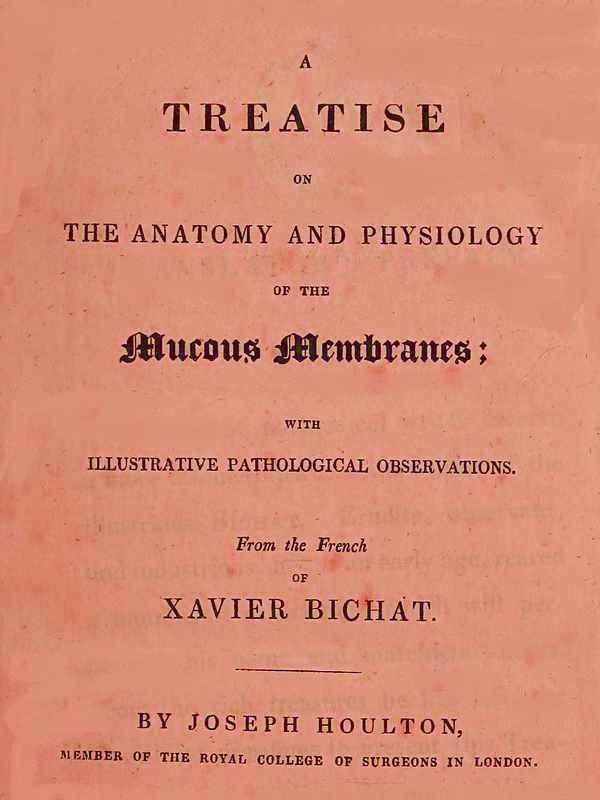 A
TREATISE
ON
THE ANATOMY AND PHYSIOLOGY
OF THE
Mucous Membranes;
WITH
ILLUSTRATIVE PATHOLOGICAL OBSERVATIONS.
From the French
OF
XAVIER BICHAT.
BY JOSEPH HOULTON,
MEMBER OF THE ROYAL COLLEGE OF SURGEONS IN LONDON.